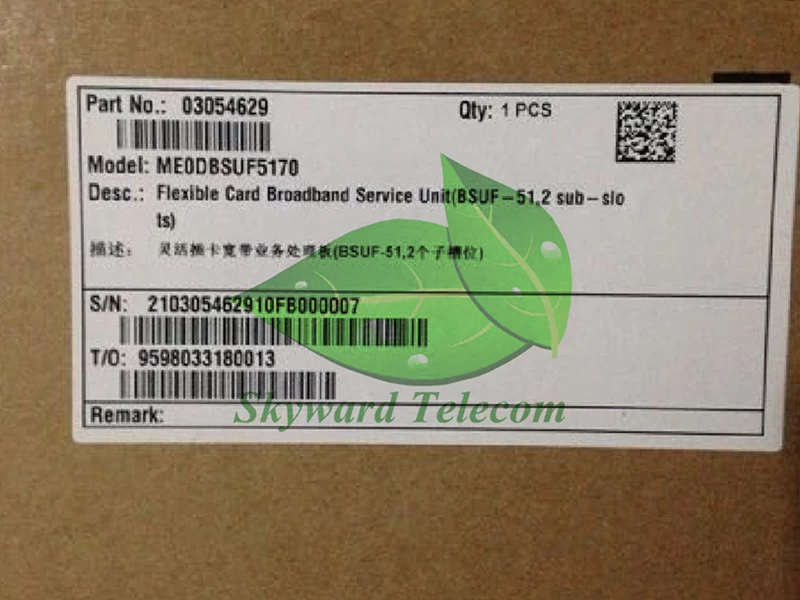 Part No.: 03054629
Qty: 1 PCS
Model: ME0DBSUF5170
Desc.: Flexible Card Broadband Service Unit(BSUF-51,2 sub-slo
ts)
描述: 灵活插卡宽带业务处理板(BSUF-51,2个子槽位)
S/N: 210305462910FB000007
T/O: 9598033180013
Skyward Telecom
Remark: